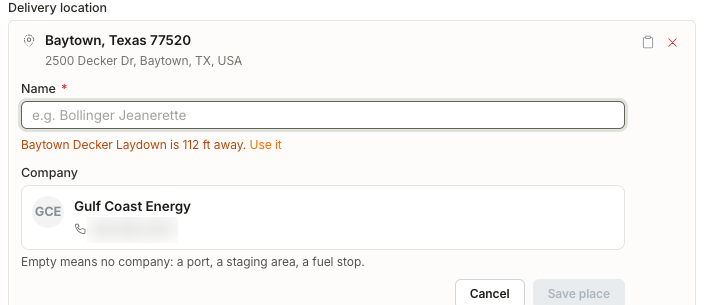 Delivery location
Baytown, Texas 77520
2500 Decker Dr, Baytown, TX, USA
Name *
e.g. Bollinger Jeanerette
Baytown Decker Laydown is 112 ft away. Use it
Company
GCE
Gulf Coast Energy
Empty means no company: a port, a staging area, a fuel stop.
Cancel
Save place